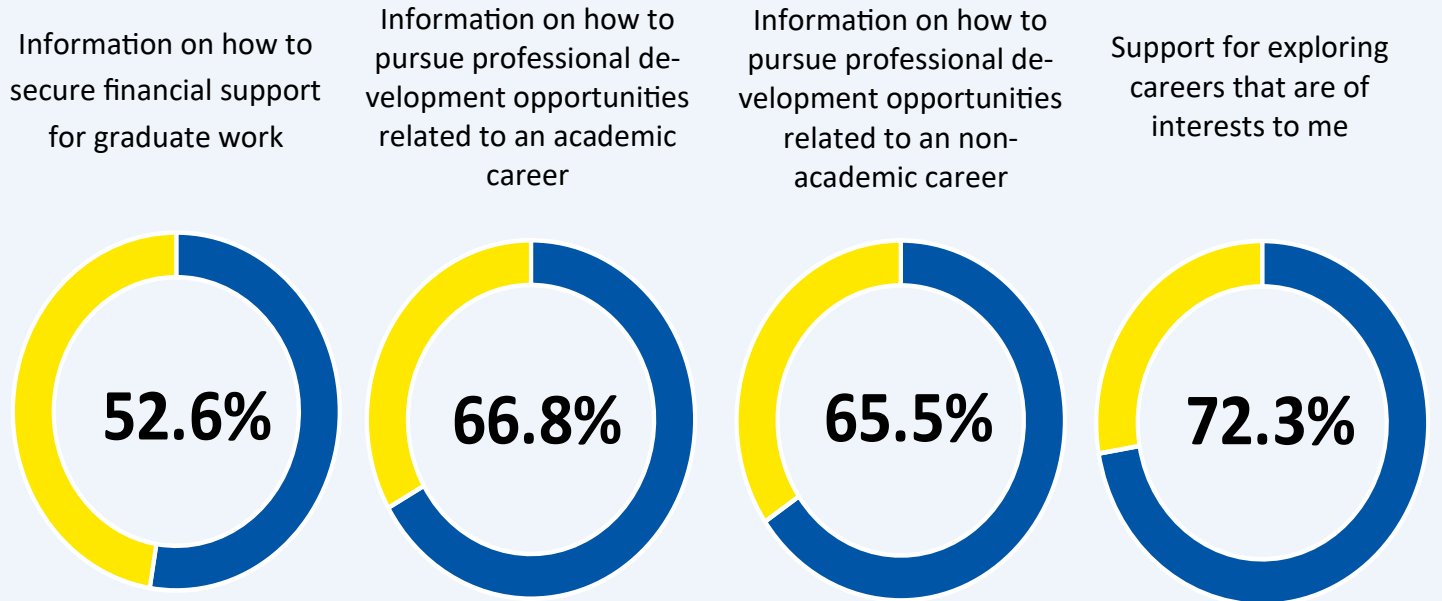 Information on how to
secure financial support
for graduate work
Information on how to
pursue professional de-
velopment opportunities
related to an academic
career
Information on how to
pursue professional de-
velopment opportunities
related to an non-
academic career
Support for exploring
careers that are of
interests to me
52.6%
66.8%
65.5%
72.3%